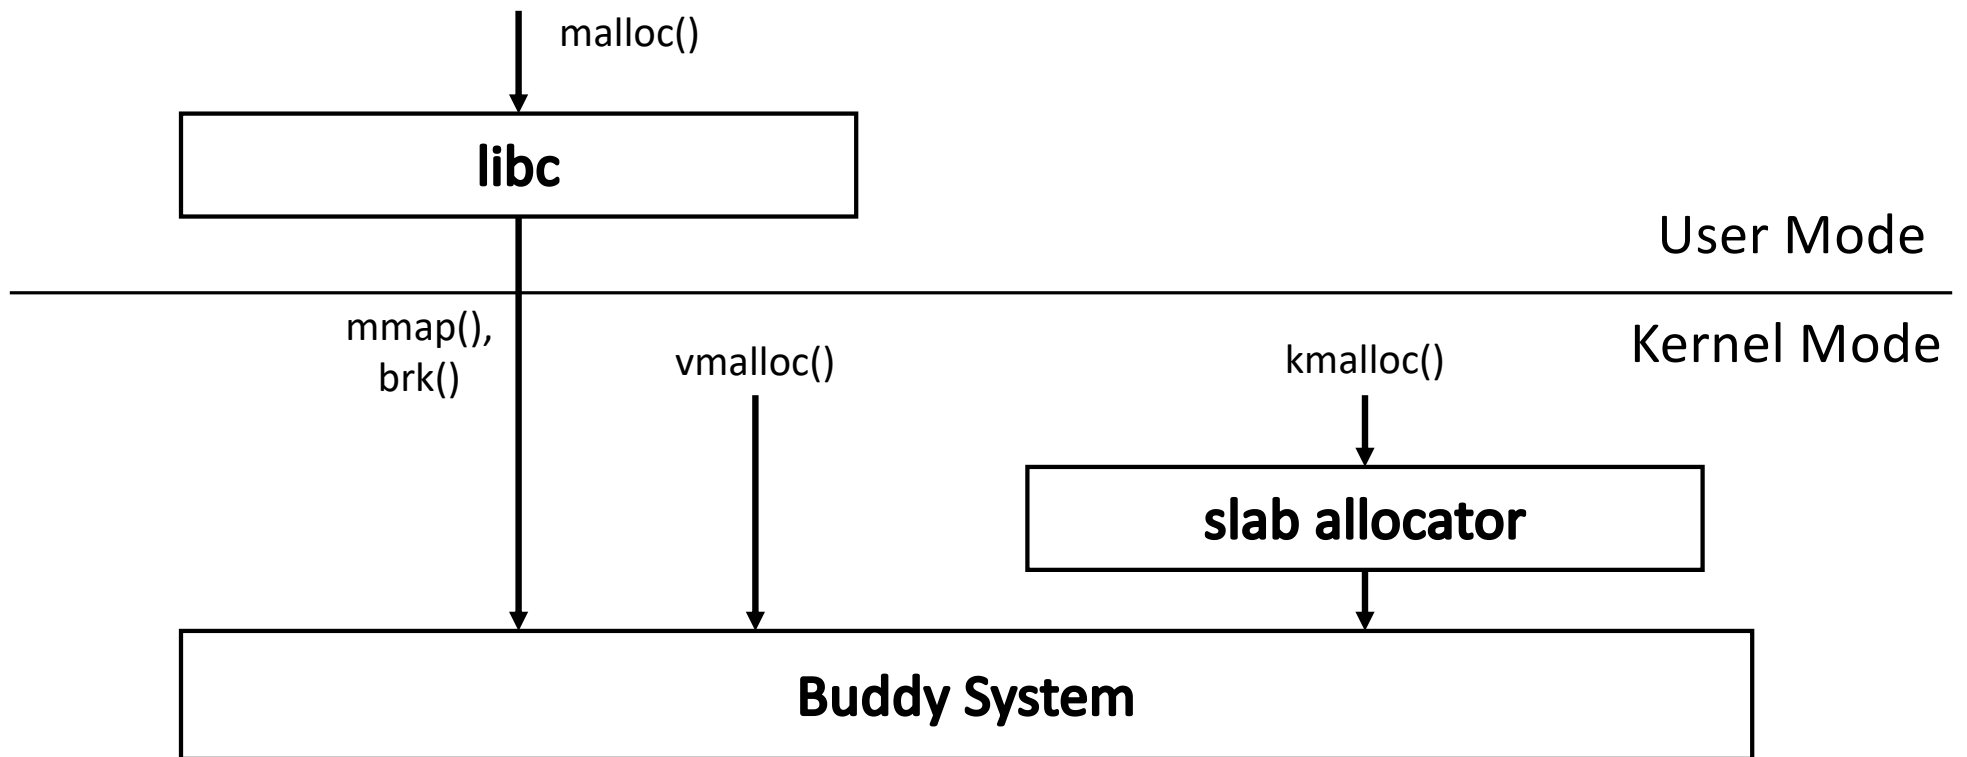 malloc()
libc
User Mode
Kernel Mode
mmap(),
brk()
vmalloc()
kmalloc()
slab allocator
Buddy System